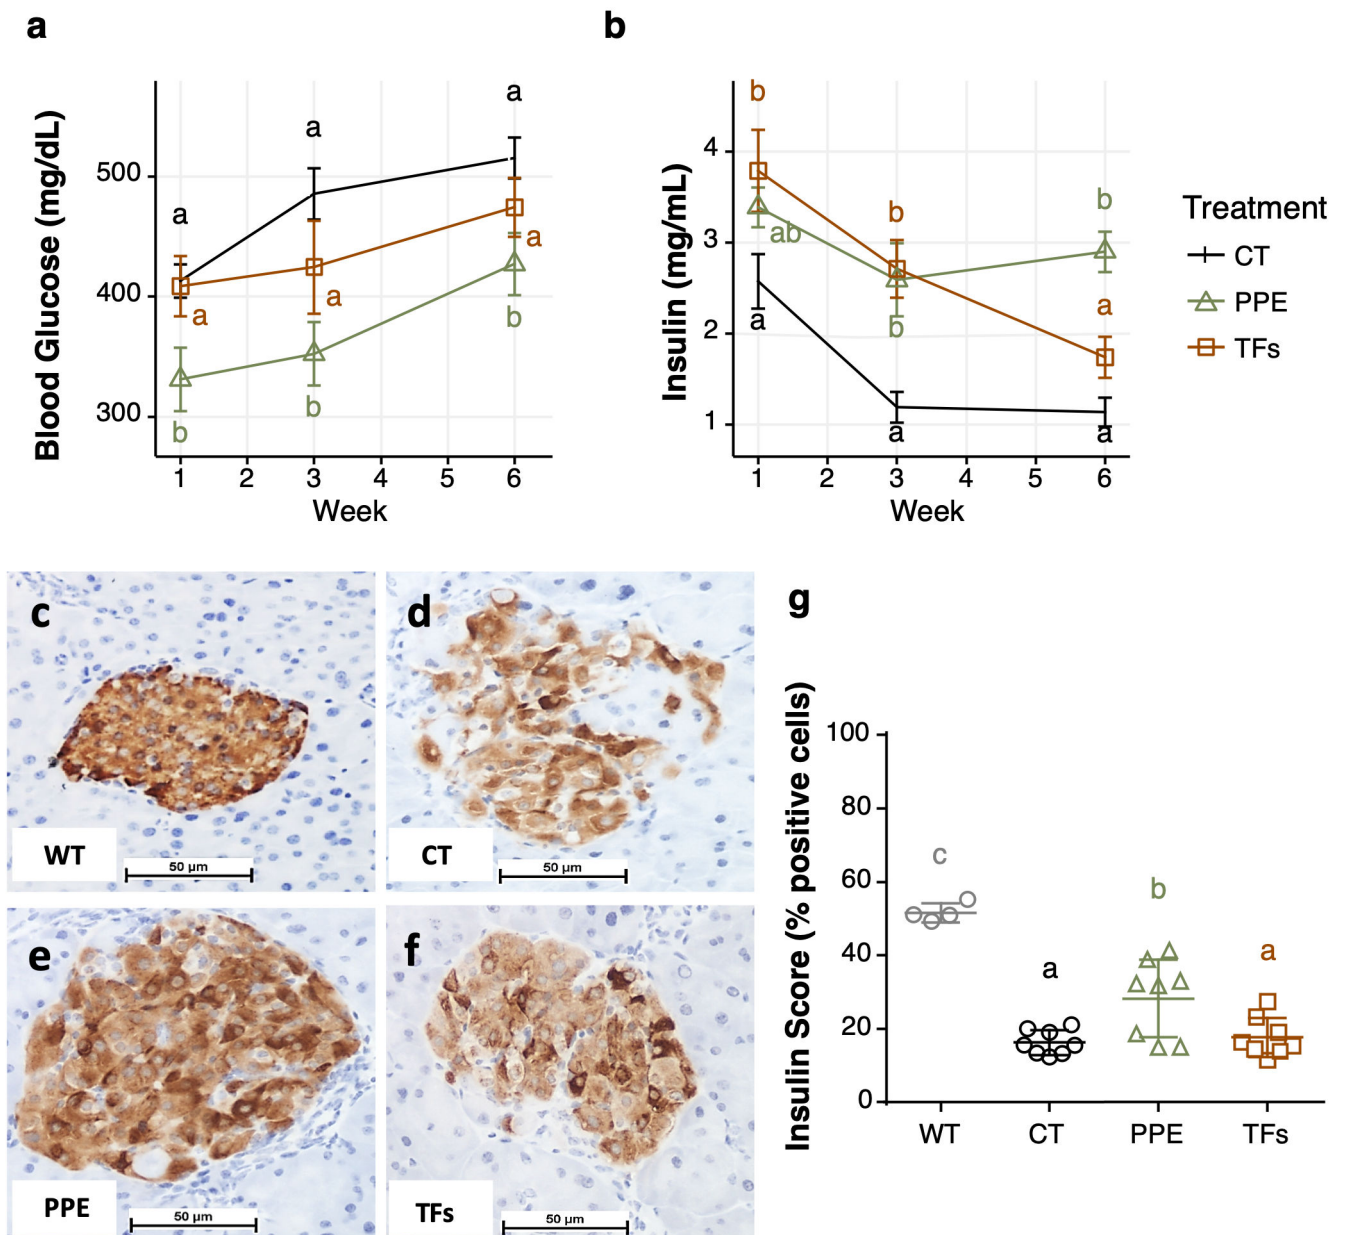 a
b
Blood Glucose (mg/dL)
500
400
300
a
a
a
a
a
a
b
b
b
1 2 3 4 5 6
Week
Insulin (mg/mL)
4
3
2
1
b
ab
a
b
b
a
b
a
a
1 2 3 4 5 6
Week
Treatment
CT
PPE
TFs
c
WT
50 µm
d
CT
50 µm
e
PPE
50 µm
f
TFs
50 µm
g
Insulin Score (% positive cells)
100
80
60
40
20
0
c
a
b
a
WT CT PPE TFs